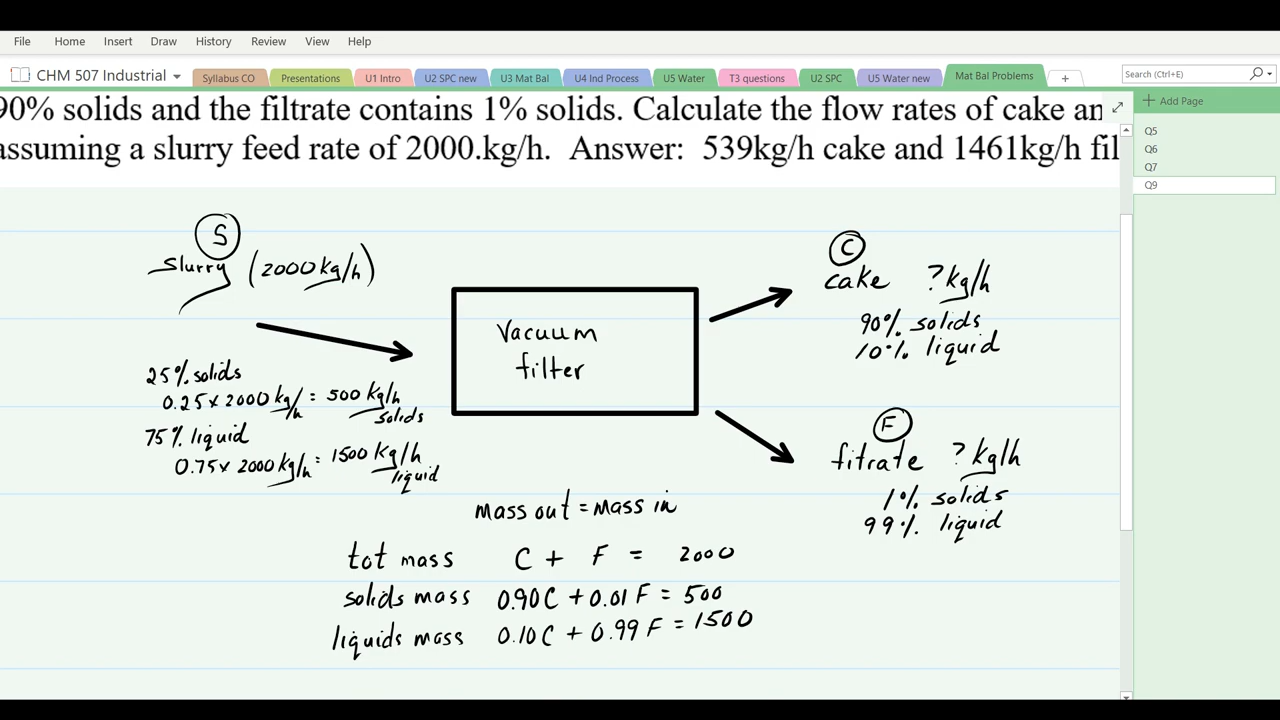 File Home Insert Draw History Review View Help
CHM 507 Industrial Syllabus CO Presentations U1 Intro U2 SPC new U3 Mat Bal U4 Ind Process U5 Water T3 questions U2 SPC U5 Water new Mat Bal Problems + Search (Ctrl+E)
Add Page
Q5
Q6
Q7
Q9
90% solids and the filtrate contains 1% solids. Calculate the flow rates of cake an
assuming a slurry feed rate of 2000.kg/h. Answer: 539kg/h cake and 1461kg/h fil
S
slurry (2000 kg/h)
25% solids
0.25 x 2000 kg/h = 500 kg/h solids
75% liquid
0.75 x 2000 kg/h = 1500 kg/h liquid
Vacuum
filter
C
cake ? kg/h
90% solids
10% liquid
F
fitrate ? kg/h
1% solids
99% liquid
mass out = mass in
tot mass C + F = 2000
solids mass 0.90C + 0.01 F = 500
liquids mass 0.10C + 0.99 F = 1500